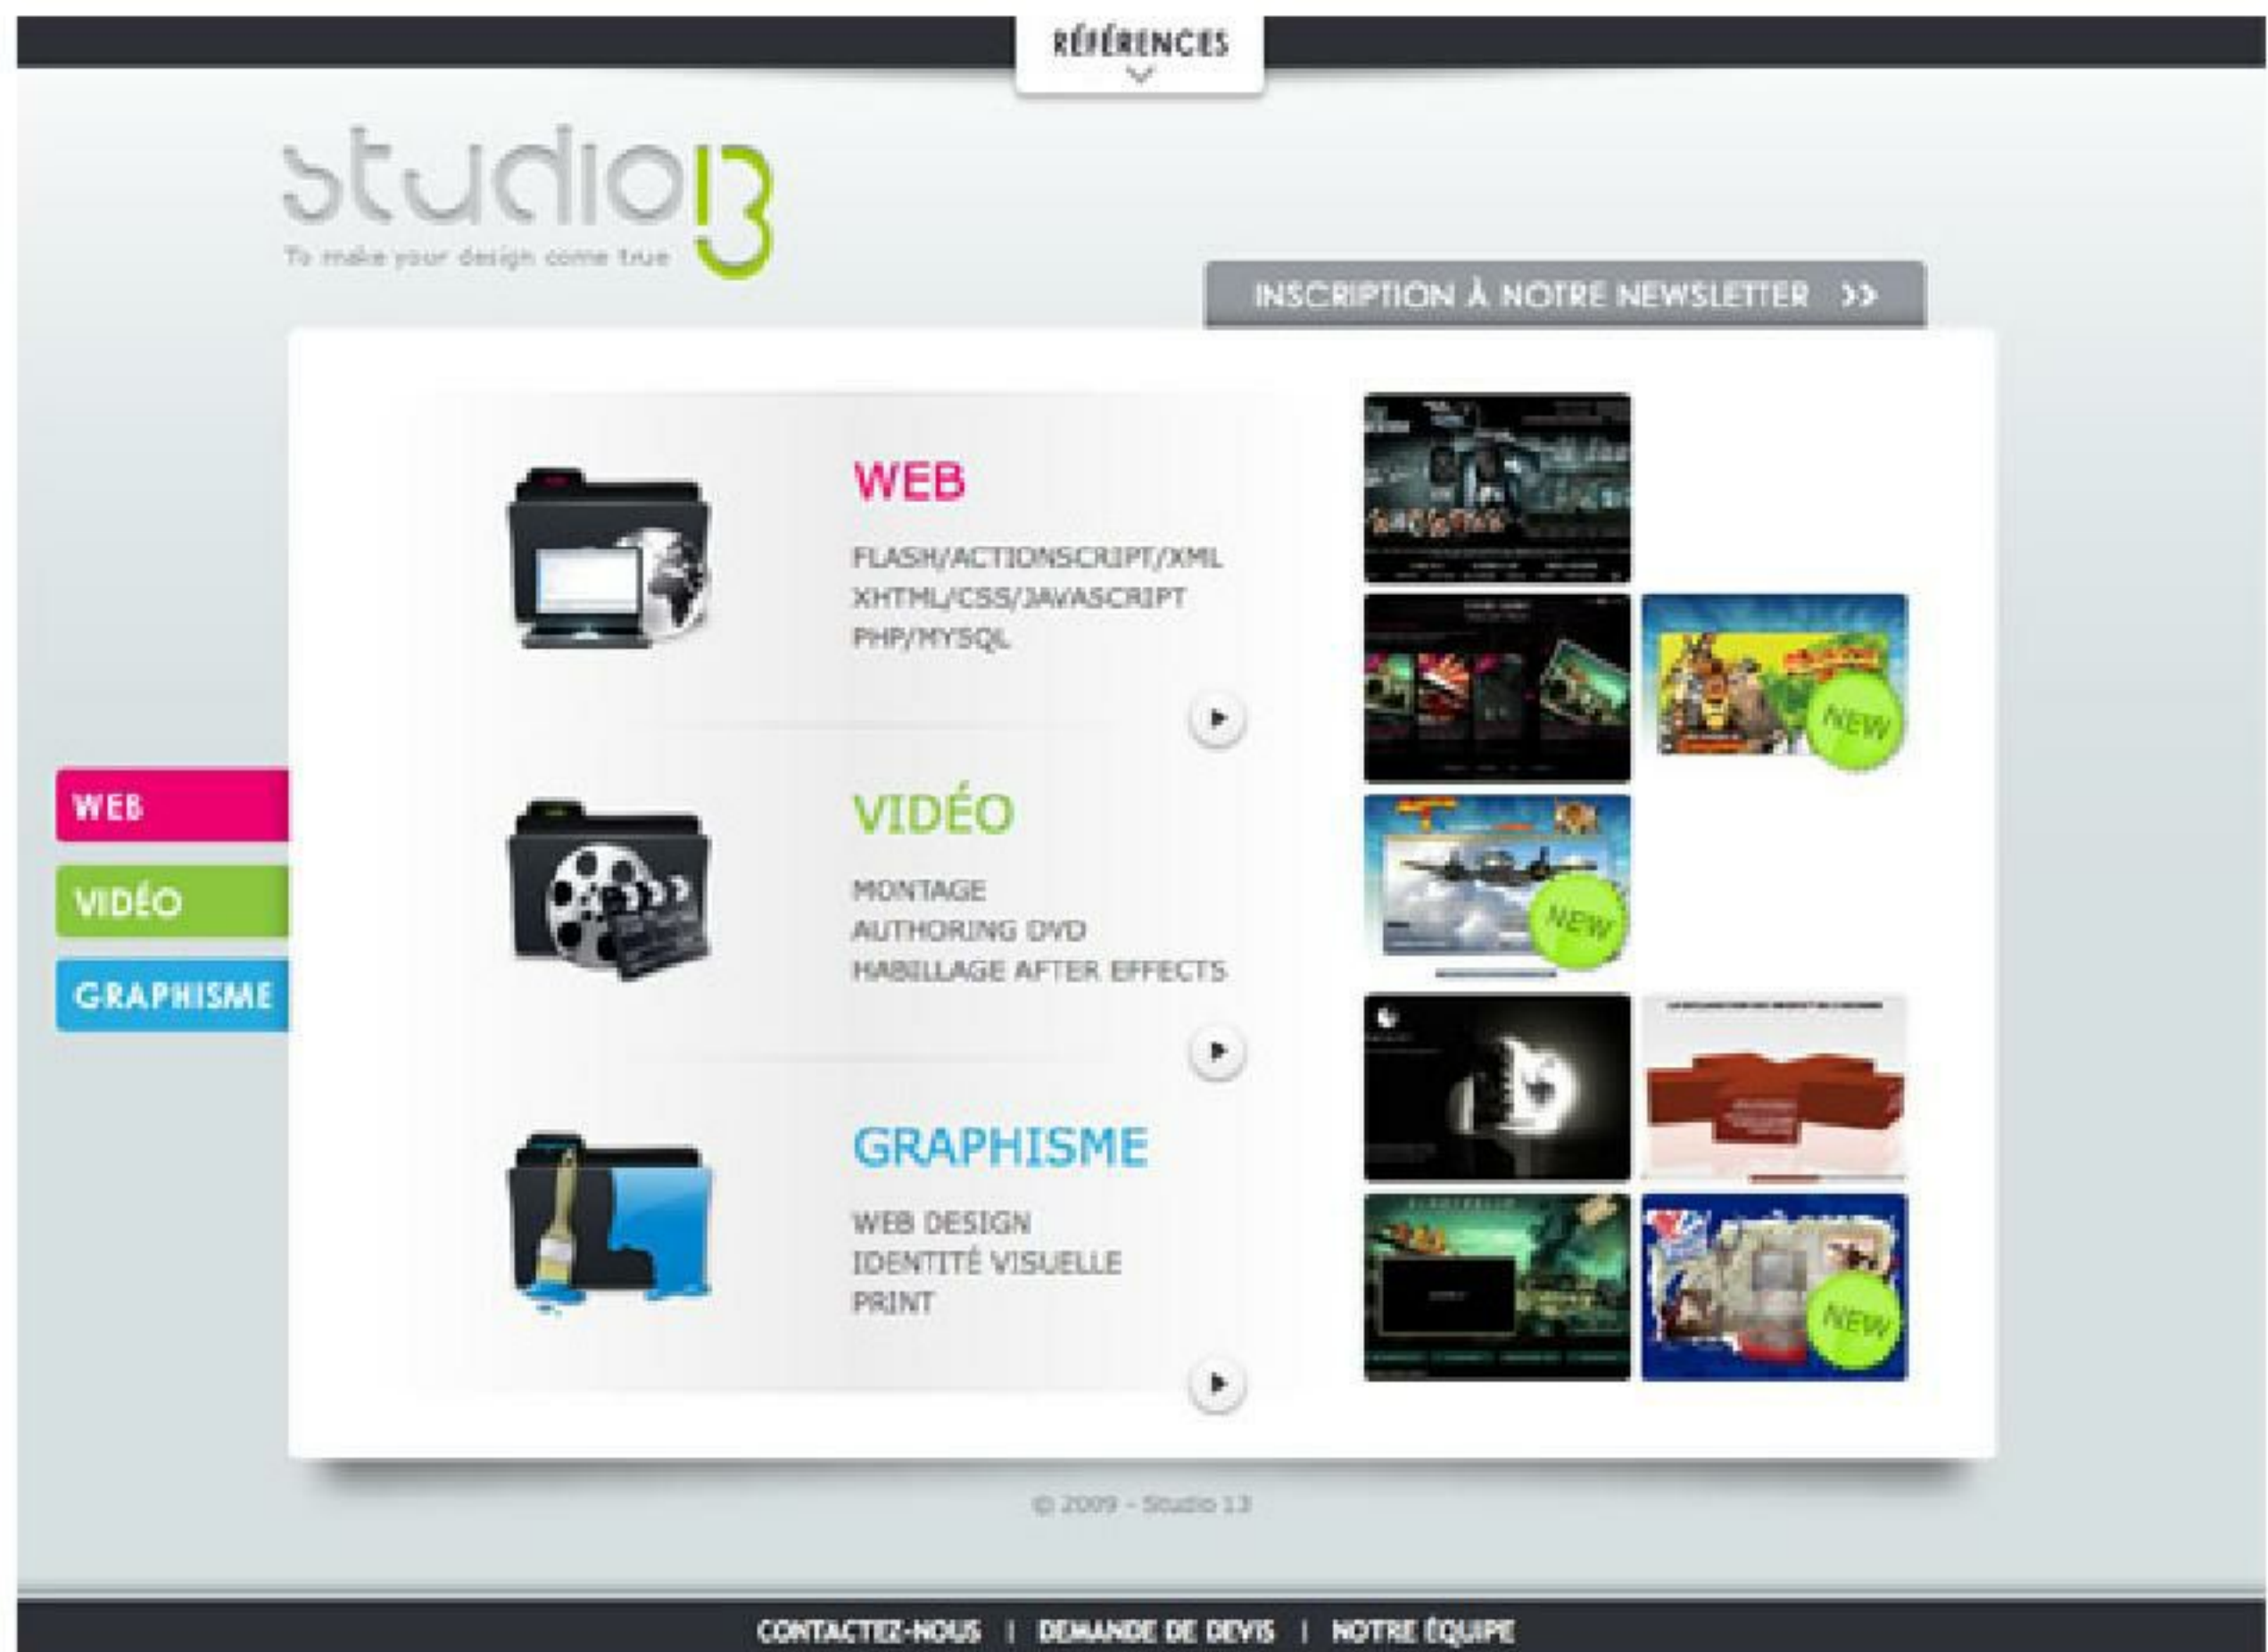 RÉFÉRENCES
studio13
To make your design come true
INSCRIPTION À NOTRE NEWSLETTER >>
WEB
FLASH/ACTIONSCRIPT/XML
XHTML/CSS/JAVASCRIPT
PHP/MYSQL
NEW
WEB
VIDÉO
GRAPHISME
VIDÉO
MONTAGE
AUTHORING DVD
HABILLAGE AFTER EFFECTS
NEW
GRAPHISME
WEB DESIGN
IDENTITÉ VISUELLE
PRINT
NEW
© 2009 - Studio 13
CONTACTEZ-NOUS | DEMANDE DE DEVIS | NOTRE ÉQUIPE